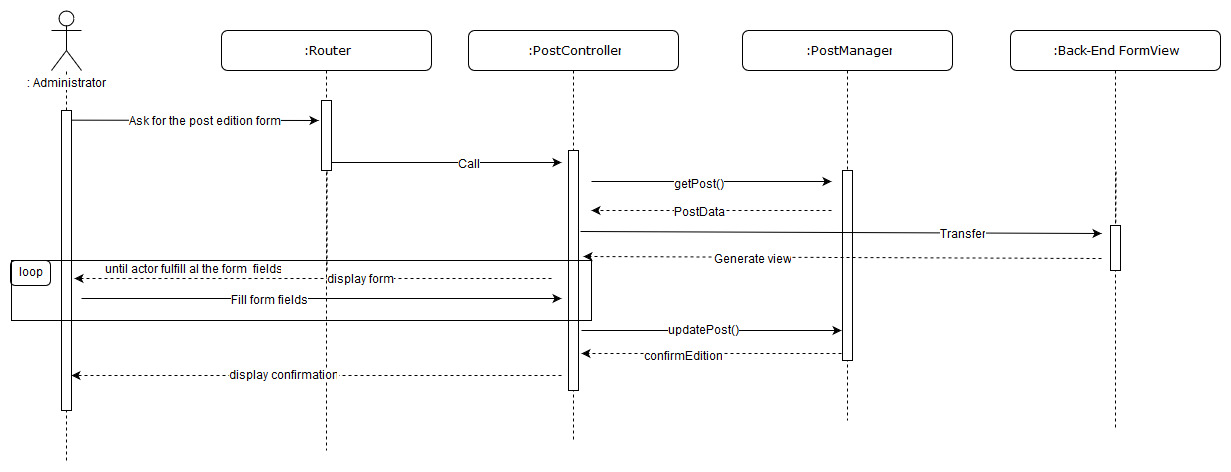 : Administrator
:Router
:PostController
:PostManager
:Back-End FormView
Ask for the post edition form
Call
getPost()
PostData
Transfer
Generate view
loop
until actor fulfill al the form fields
display form
Fill form fields
updatePost()
confirmEdition
display confirmation